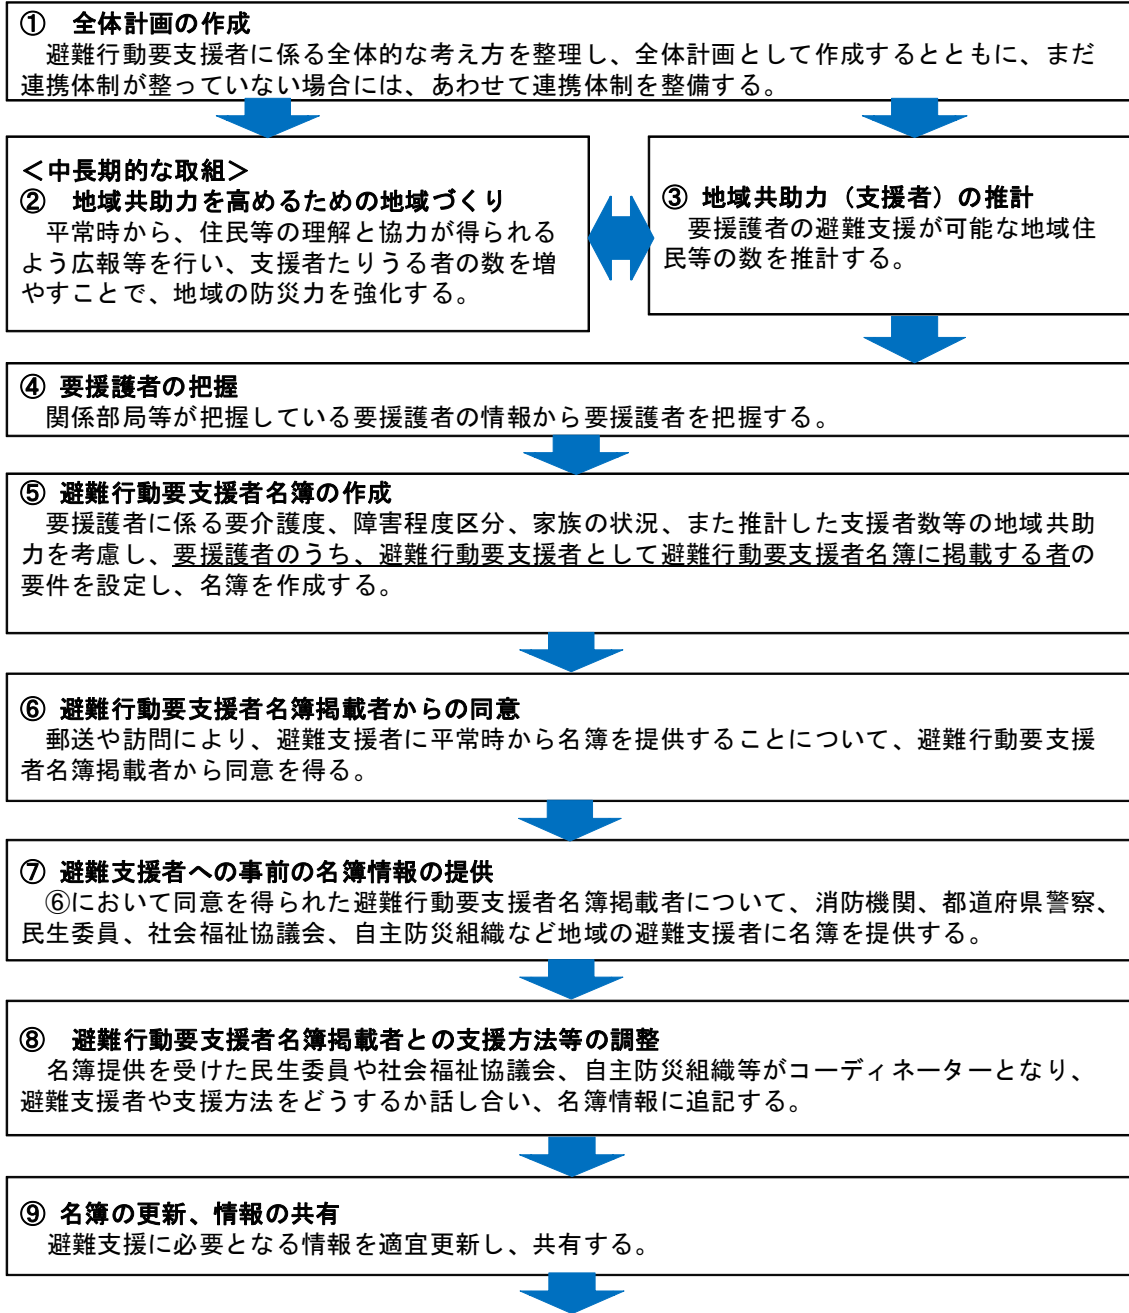 ① 全体計画の作成
避難行動要支援者に係る全体的な考え方を整理し、全体計画として作成するとともに、まだ
連携体制が整っていない場合には、あわせて連携体制を整備する。
＜中長期的な取組＞
② 地域共助力を高めるための地域づくり
平常時から、住民等の理解と協力が得られる
よう広報等を行い、支援者たりうる者の数を増
やすことで、地域の防災力を強化する。
③ 地域共助力（支援者）の推計
要援護者の避難支援が可能な地域住
民等の数を推計する。
④ 要援護者の把握
関係部局等が把握している要援護者の情報から要援護者を把握する。
⑤ 避難行動要支援者名簿の作成
要援護者に係る要介護度、障害程度区分、家族の状況、また推計した支援者数等の地域共助
力を考慮し、要援護者のうち、避難行動要支援者として避難行動要支援者名簿に掲載する者の
要件を設定し、名簿を作成する。
⑥ 避難行動要支援者名簿掲載者からの同意
郵送や訪問により、避難支援者に平常時から名簿を提供することについて、避難行動要支援
者名簿掲載者から同意を得る。
⑦ 避難支援者への事前の名簿情報の提供
⑥において同意を得られた避難行動要支援者名簿掲載者について、消防機関、都道府県警察、
民生委員、社会福祉協議会、自主防災組織など地域の避難支援者に名簿を提供する。
⑧ 避難行動要支援者名簿掲載者との支援方法等の調整
名簿提供を受けた民生委員や社会福祉協議会、自主防災組織等がコーディネーターとなり、
避難支援者や支援方法をどうするか話し合い、名簿情報に追記する。
⑨ 名簿の更新、情報の共有
避難支援に必要となる情報を適宜更新し、共有する。